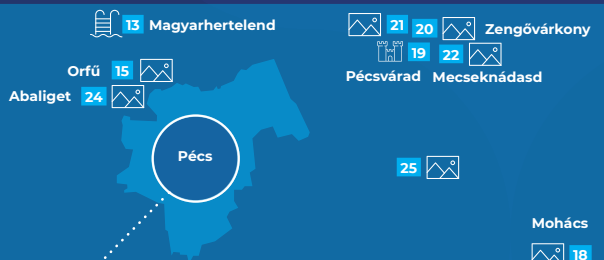 13 Magyarhertelend
21 20 Zengővárkony
19 22
Pécsvárad Mecseknádasd
Orfű 15
Abaliget 24
Pécs
25
Mohács
18